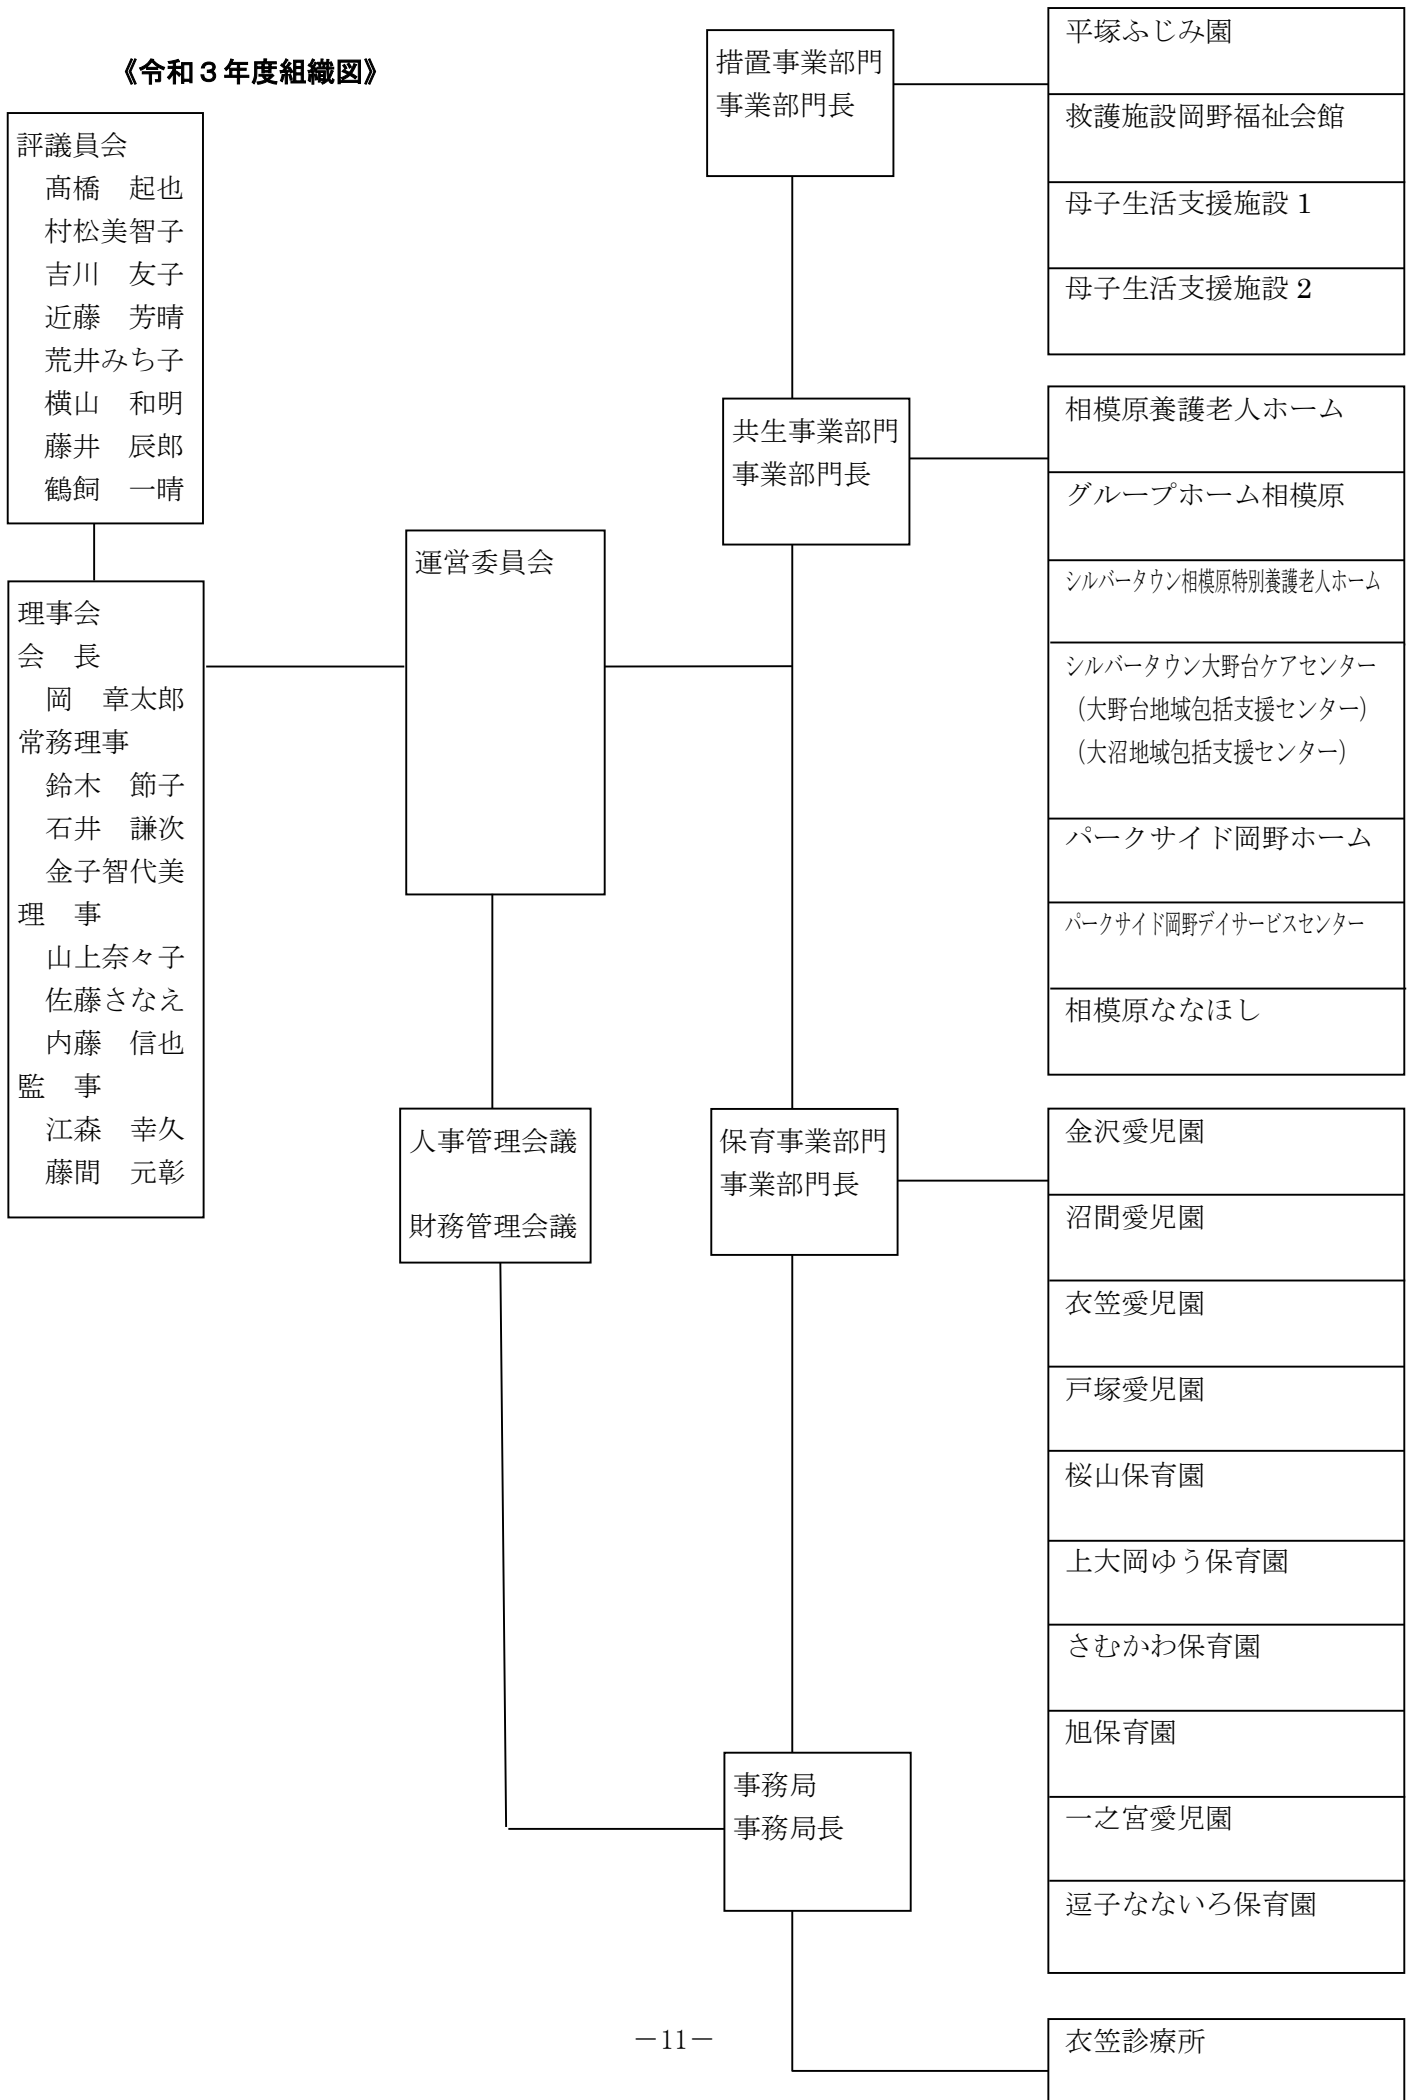 《令和３年度組織図》
評議員会
髙橋　起也
村松美智子
吉川　友子
近藤　芳晴
荒井みち子
横山　和明
藤井　辰郎
鶴飼　一晴
理事会
会　長
岡　章太郎
常務理事
鈴木　節子
石井　謙次
金子智代美
理　事
山上奈々子
佐藤さなえ
内藤　信也
監　事
江森　幸久
藤間　元彰
運営委員会
人事管理会議
財務管理会議
措置事業部門
事業部門長
平塚ふじみ園
救護施設岡野福祉会館
母子生活支援施設 1
母子生活支援施設 2
共生事業部門
事業部門長
相模原養護老人ホーム
グループホーム相模原
シルバータウン相模原特別養護老人ホーム
シルバータウン大野台ケアセンター
（大野台地域包括支援センター）
（大沼地域包括支援センター）
パークサイド岡野ホーム
パークサイド岡野デイサービスセンター
相模原ななほし
保育事業部門
事業部門長
金沢愛児園
沼間愛児園
衣笠愛児園
戸塚愛児園
桜山保育園
上大岡ゆう保育園
さむかわ保育園
旭保育園
一之宮愛児園
逗子なないろ保育園
事務局
事務局長
衣笠診療所
－11－